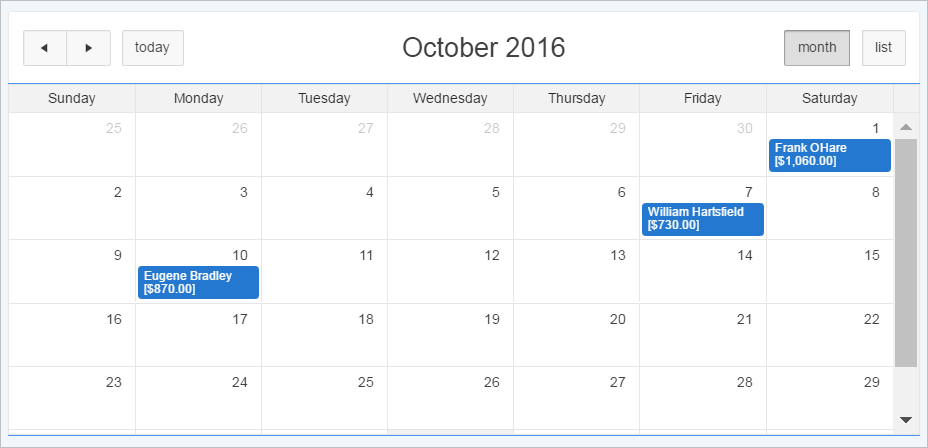 today
October 2016
month list
Sunday Monday Tuesday Wednesday Thursday Friday Saturday
25 26 27 28 29 30 1
Frank OHare
[$1,060.00]
2 3 4 5 6 7 8
William Hartsfield
[$730.00]
9 10 11 12 13 14 15
Eugene Bradley
[$870.00]
16 17 18 19 20 21 22
23 24 25 26 27 28 29